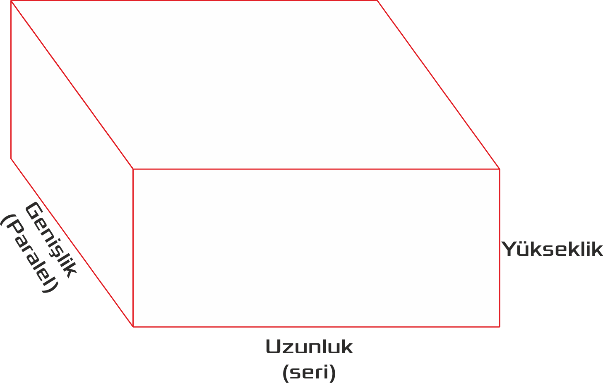 Genişlik
(Paralel)
Yükseklik
Uzunluk
(seri)